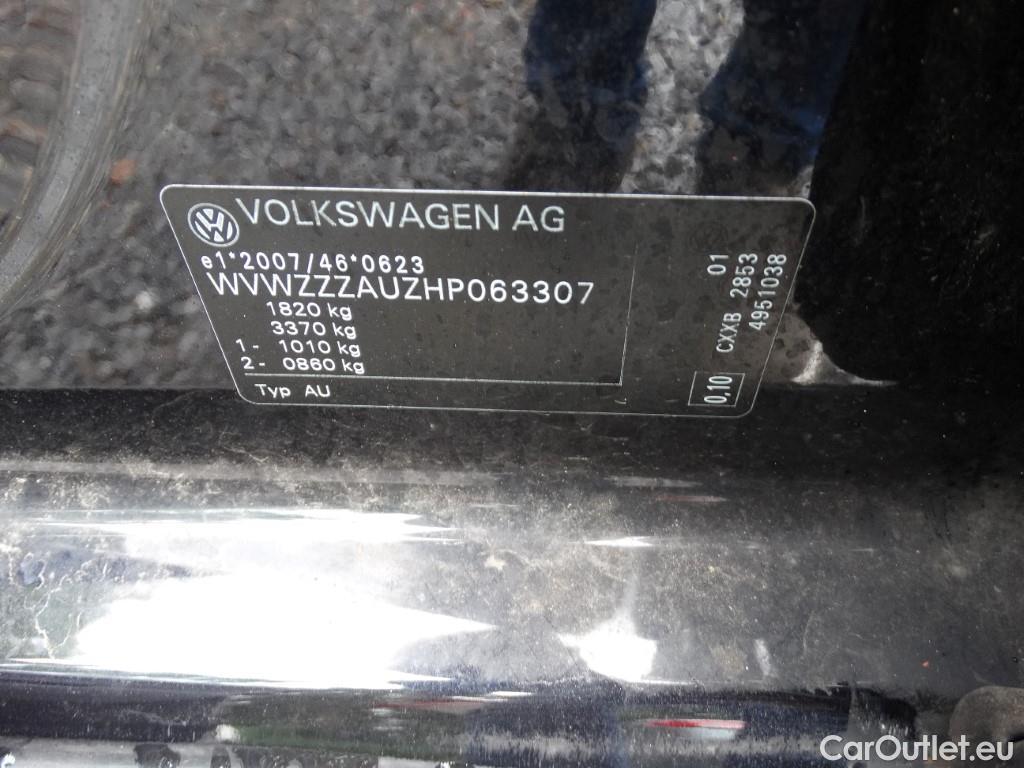 VOLKSWAGEN AG
e1*2007/46*0623
WVWZZZAUZHP063307
1820 kg
3370 kg
1- 1010 kg
2- 0860 kg
Typ AU
01
CXXB 2853
4951038
0,10
CarOutlet.eu